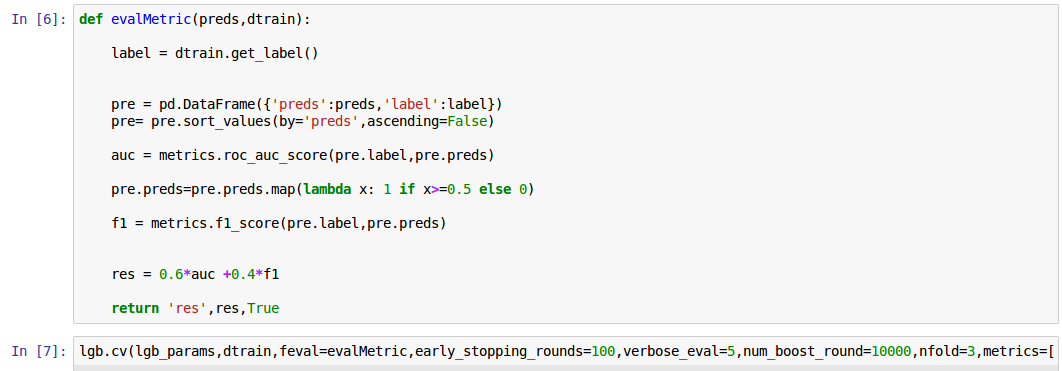 In [6]: def evalMetric(preds,dtrain):
label = dtrain.get_label()
pre = pd.DataFrame({'preds':preds,'label':label})
pre= pre.sort_values(by='preds',ascending=False)
auc = metrics.roc_auc_score(pre.label,pre.preds)
pre.preds=pre.preds.map(lambda x: 1 if x>=0.5 else 0)
f1 = metrics.f1_score(pre.label,pre.preds)
res = 0.6*auc +0.4*f1
return 'res',res,True
In [7]: lgb.cv(lgb_params,dtrain,feval=evalMetric,early_stopping_rounds=100,verbose_eval=5,num_boost_round=10000,nfold=3,metrics=[